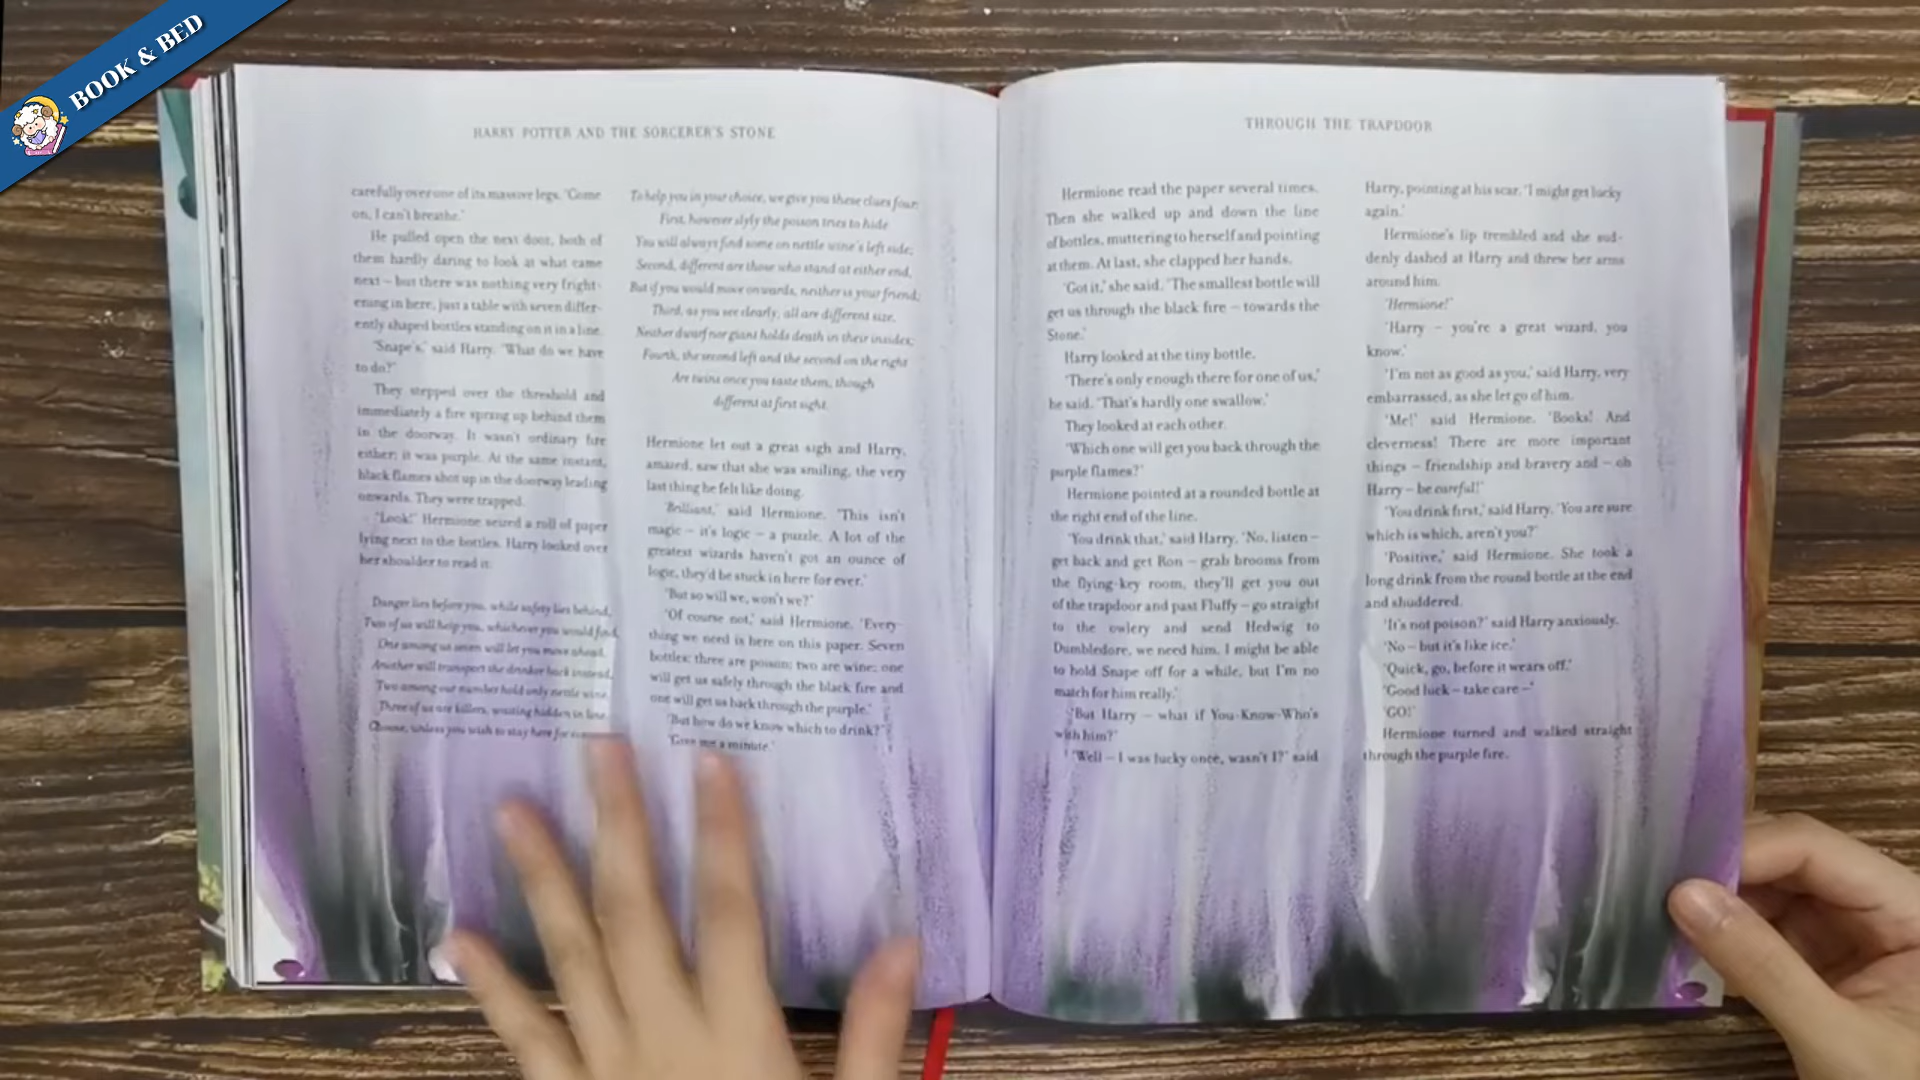 BOOK & BED
HARRY POTTER AND THE SORCERER'S STONE
carefully over one of its massive legs. 'Come
on, I can't breathe.'
He pulled open the next door, both of
them hardly daring to look at what came
next – but there was nothing very fright-
ening in here, just a table with seven differ-
ently shaped bottles standing on it in a line.
'Snape's,' said Harry. 'What do we have
to do?'
They stepped over the threshold and
immediately a fire sprang up behind them
in the doorway. It wasn't ordinary fire
either; it was purple. At the same instant,
black flames shot up in the doorway leading
onwards. They were trapped.
'Look!' Hermione seized a roll of paper
lying next to the bottles. Harry looked over
her shoulder to read it:
Danger lies before you, while safety lies behind,
Two of us will help you, whichever you would find,
One among us seven will let you move ahead,
Another will transport the drinker back instead,
Two among our number hold only nettle wine,
Three of us are killers, waiting hidden in line.
Choose, unless you wish to stay here for
To help you in your choice, we give you these clues four:
First, however slyly the poison tries to hide
You will always find some on nettle wine's left side;
Second, different are those who stand at either end,
But if you would move onwards, neither is your friend;
Third, as you see clearly, all are different size,
Neither dwarf nor giant holds death in their insides;
Fourth, the second left and the second on the right
Are twins once you taste them, though
different at first sight.
Hermione let out a great sigh and Harry,
amazed, saw that she was smiling, the very
last thing he felt like doing.
'Brilliant,' said Hermione. 'This isn't
magic – it's logic – a puzzle. A lot of the
greatest wizards haven't got an ounce of
logic, they'd be stuck in here for ever.'
'But so will we, won't we?'
'Of course not,' said Hermione. 'Every-
thing we need is here on this paper. Seven
bottles: three are poison; two are wine; one
will get us safely through the black fire and
one will get us back through the purple.'
'But how do we know which to drink?'
'Give me a minute.'
THROUGH THE TRAPDOOR
Hermione read the paper several times.
Then she walked up and down the line
of bottles, muttering to herself and pointing
at them. At last, she clapped her hands.
'Got it,' she said. 'The smallest bottle will
get us through the black fire – towards the
Stone.'
Harry looked at the tiny bottle.
'There's only enough there for one of us,'
he said. 'That's hardly one swallow.'
They looked at each other.
'Which one will get you back through the
purple flames?'
Hermione pointed at a rounded bottle at
the right end of the line.
'You drink that,' said Harry. 'No, listen –
get back and get Ron – grab brooms from
the flying-key room, they'll get you out
of the trapdoor and past Fluffy – go straight
to the owlery and send Hedwig to
Dumbledore, we need him. I might be able
to hold Snape off for a while, but I'm no
match for him really.'
'But Harry – what if You-Know-Who's
with him?'
'Well – I was lucky once, wasn't I?' said
Harry, pointing at his scar. 'I might get lucky
again.'
Hermione's lip trembled and she sud-
denly dashed at Harry and threw her arms
around him.
'Hermione!'
'Harry – you're a great wizard, you
know.'
'I'm not as good as you,' said Harry, very
embarrassed, as she let go of him.
'Me!' said Hermione. 'Books! And
cleverness! There are more important
things – friendship and bravery and – oh
Harry – be careful!'
'You drink first,' said Harry. 'You are sure
which is which, aren't you?'
'Positive,' said Hermione. She took a
long drink from the round bottle at the end
and shuddered.
'It's not poison?' said Harry anxiously.
'No – but it's like ice.'
'Quick, go, before it wears off.'
'Good luck – take care –'
'GO!'
Hermione turned and walked straight
through the purple fire.